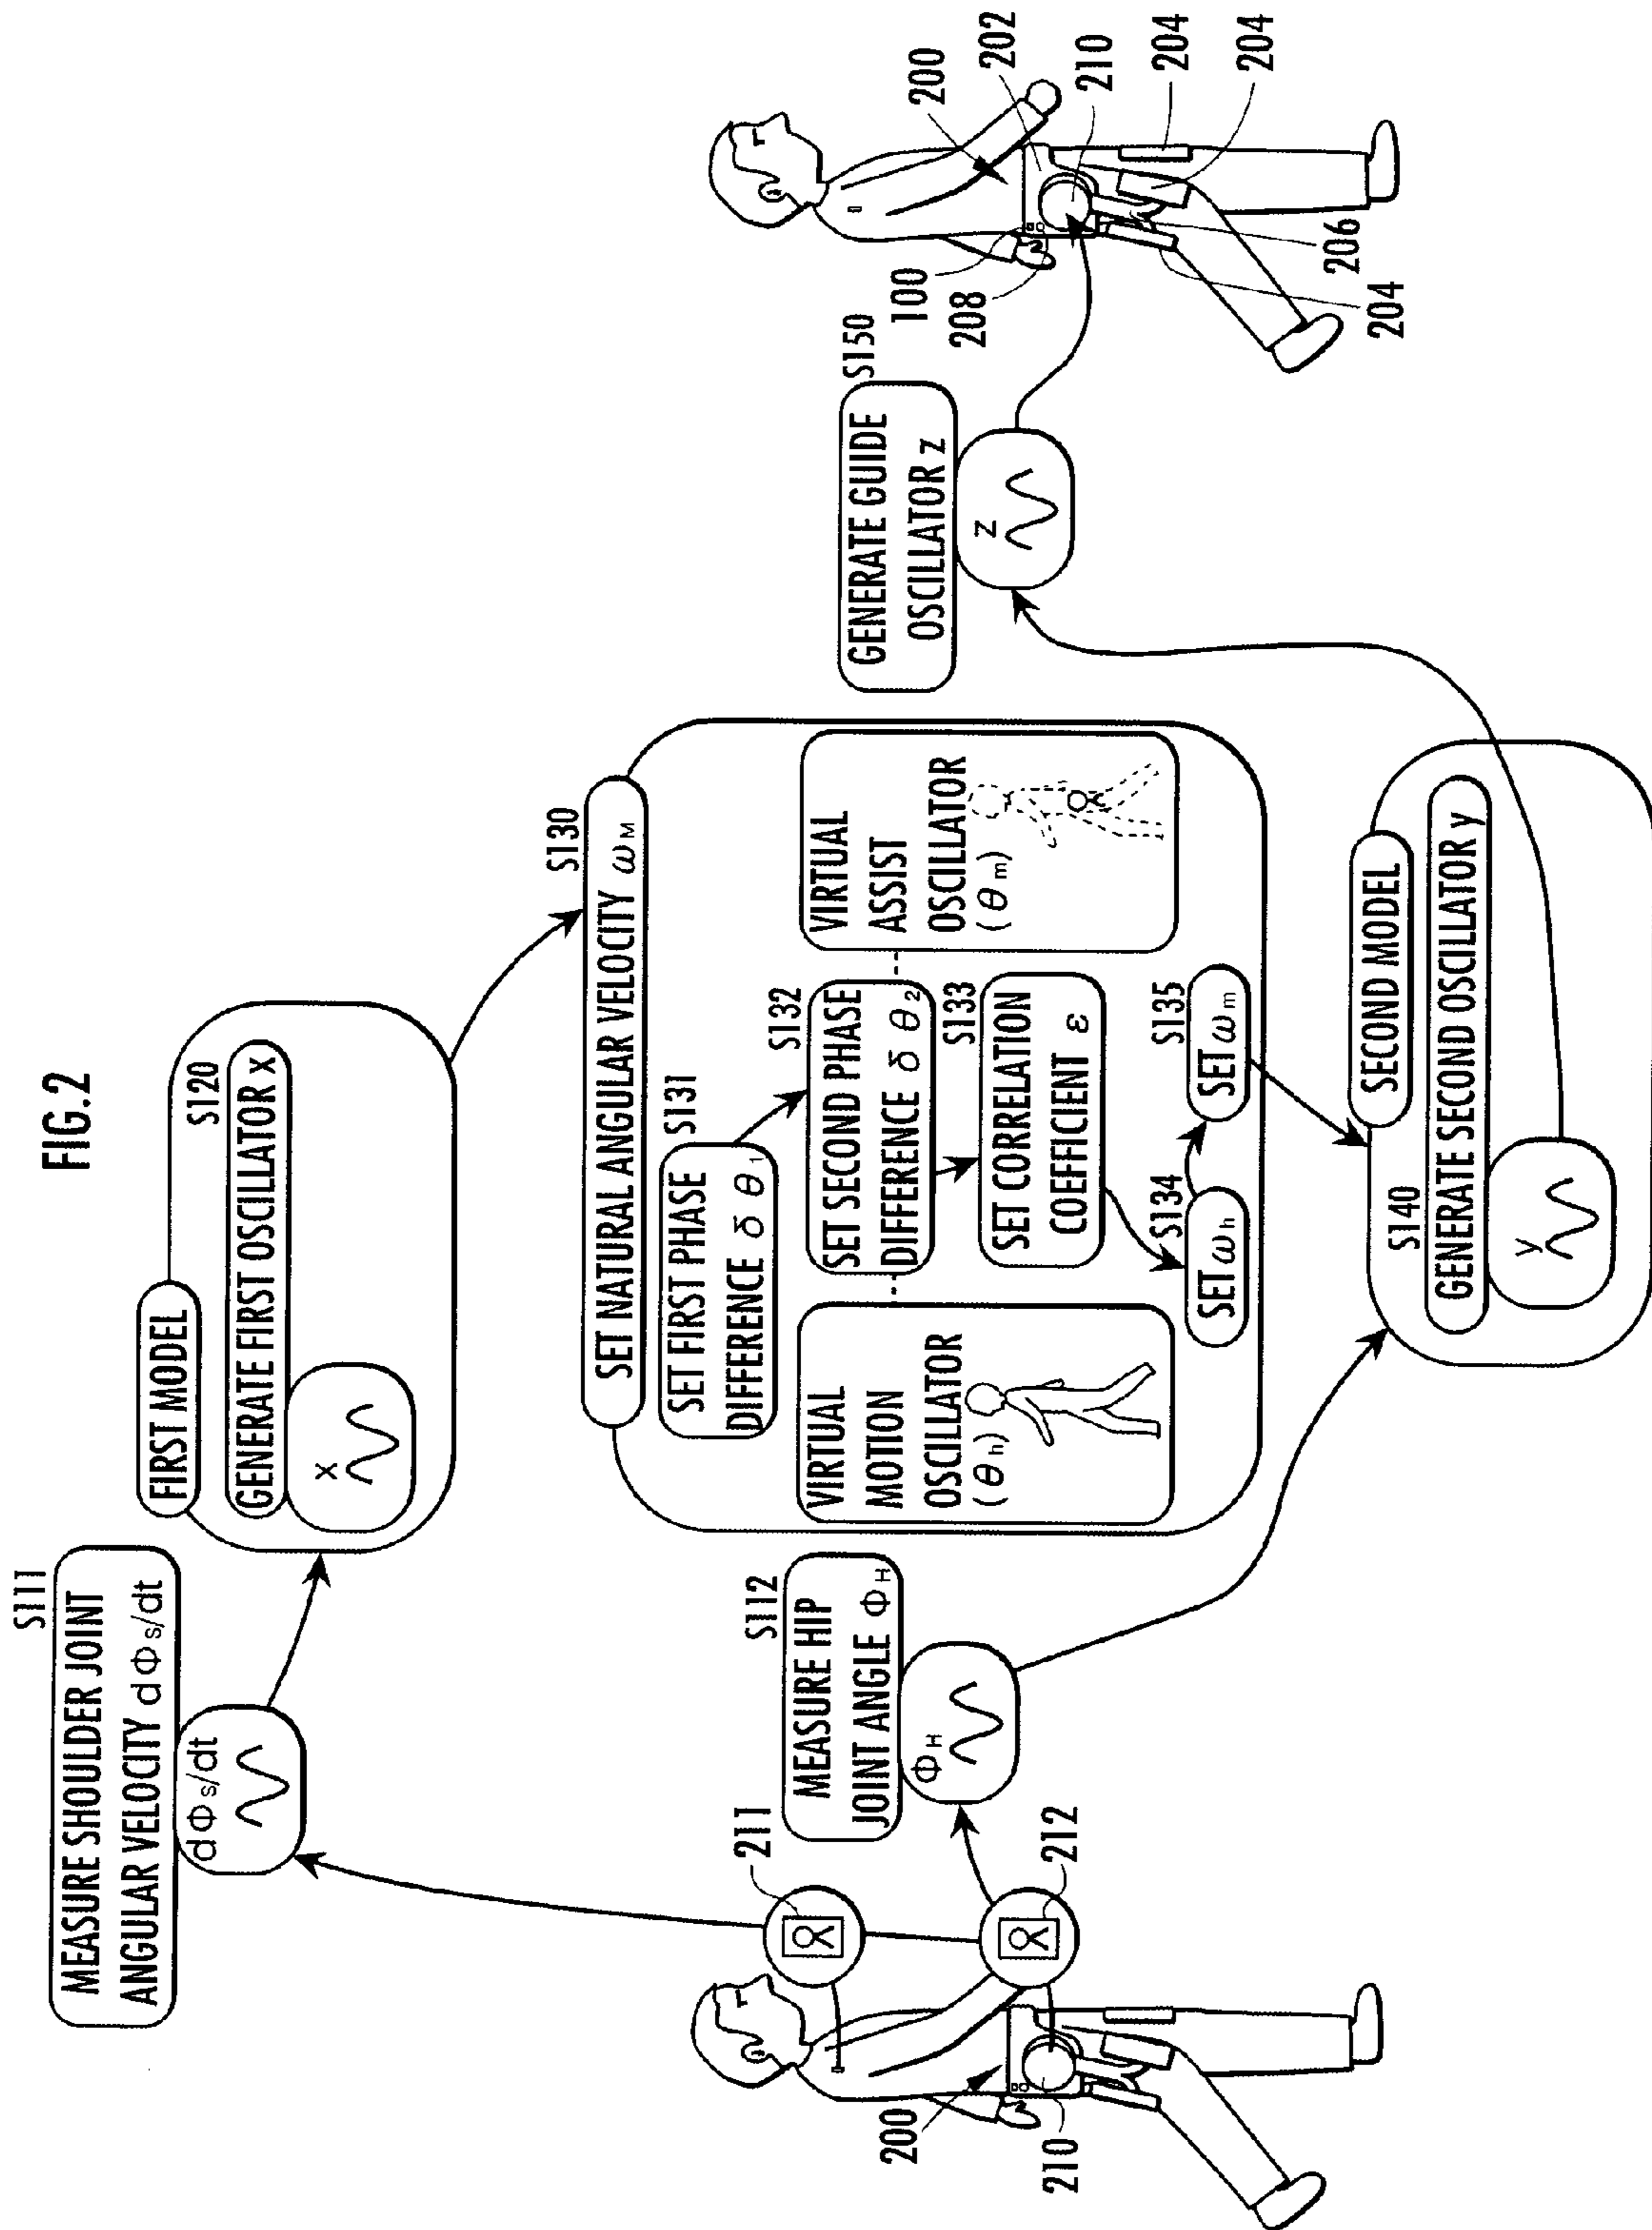 FIG.2
S111
MEASURE SHOULDER JOINT
ANGULAR VELOCITY dΦs/dt
dΦs/dt
FIRST MODEL
S120
GENERATE FIRST OSCILLATOR x
x
S130
SET NATURAL ANGULAR VELOCITY ωM
S131
SET FIRST PHASE
DIFFERENCE δθ1
S132
SET SECOND PHASE
DIFFERENCE δθ2
S133
SET CORRELATION
COEFFICIENT ε
S134
SET ωh
S135
SET ωm
VIRTUAL
MOTION
OSCILLATOR
(θh)
VIRTUAL
ASSIST
OSCILLATOR
(θm)
S112
MEASURE HIP
JOINT ANGLE ΦH
ΦH
211
212
200
210
SECOND MODEL
S140
GENERATE SECOND OSCILLATOR y
y
S150
GENERATE GUIDE
OSCILLATOR z
z
200
202
210
204
204
100
208
206
204